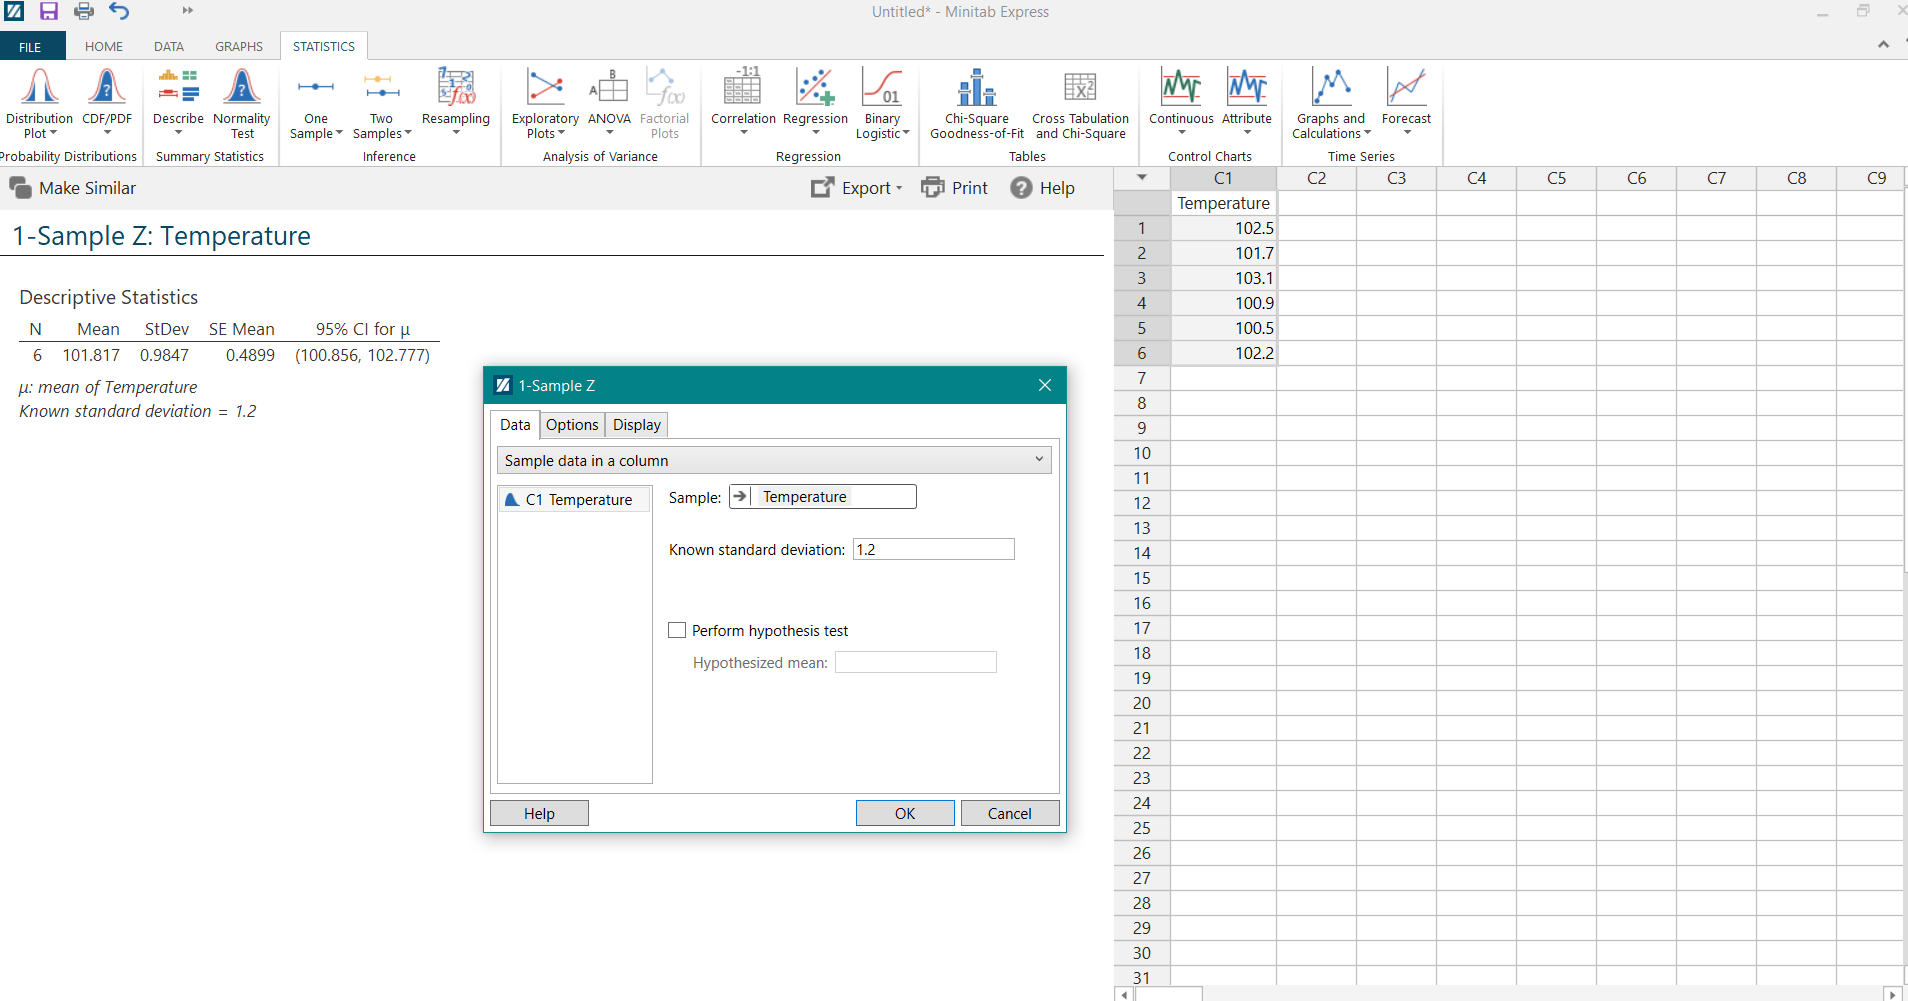 Untitled* - Minitab Express
FILE HOME DATA GRAPHS STATISTICS
Distribution Plot CDF/PDF Describe Normality Test One Sample Two Samples Resampling Exploratory Plots ANOVA Factorial Plots Correlation Regression Binary Logistic Chi-Square Goodness-of-Fit Cross Tabulation and Chi-Square Continuous Attribute Graphs and Calculations Forecast
Probability Distributions Summary Statistics Inference Analysis of Variance Regression Tables Control Charts Time Series
Make Similar Export Print Help
1-Sample Z: Temperature
Descriptive Statistics
N Mean StDev SE Mean 95% CI for μ
6 101.817 0.9847 0.4899 (100.856, 102.777)
μ: mean of Temperature
Known standard deviation = 1.2
1-Sample Z
Data Options Display
Sample data in a column
C1 Temperature
Sample: Temperature
Known standard deviation: 1.2
Perform hypothesis test
Hypothesized mean:
Help OK Cancel
C1 C2 C3 C4 C5 C6 C7 C8 C9
Temperature
1 102.5
2 101.7
3 103.1
4 100.9
5 100.5
6 102.2
7
8
9
10
11
12
13
14
15
16
17
18
19
20
21
22
23
24
25
26
27
28
29
30
31